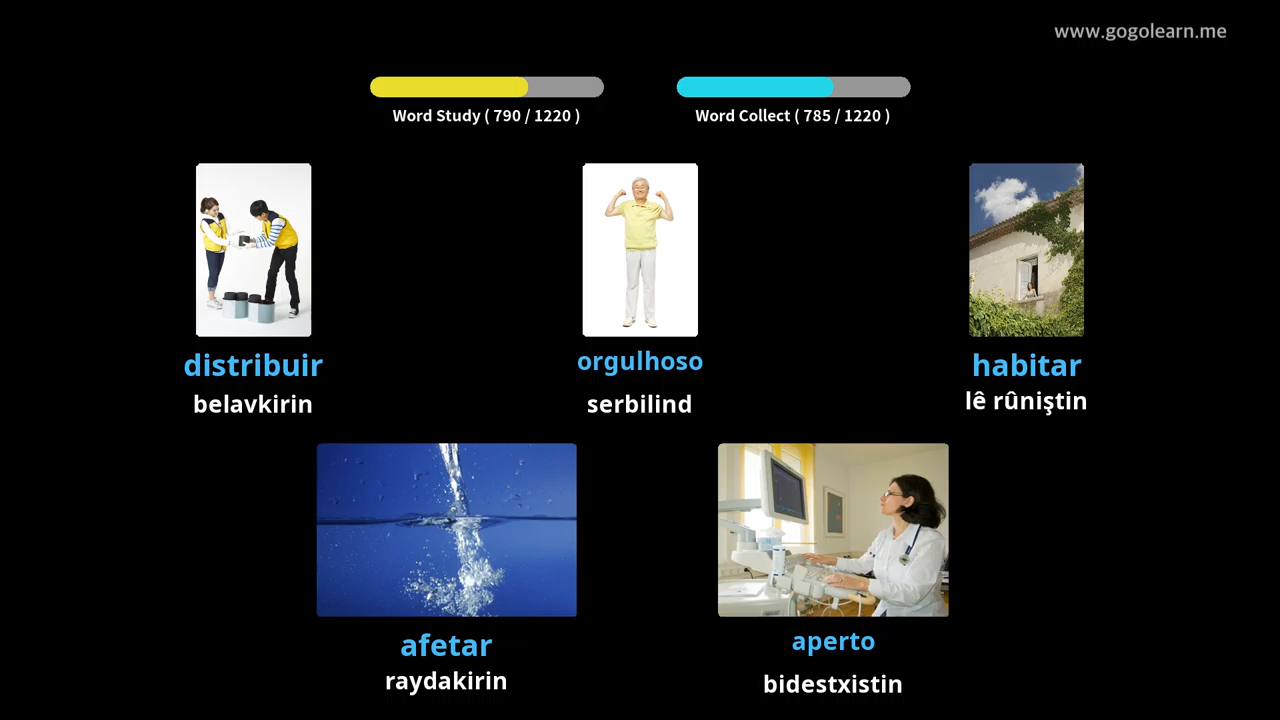 www.gogolearn.me
Word Study ( 790 / 1220 )
Word Collect ( 785 / 1220 )
distribuir
belavkirin
orgulhoso
serbilind
habitar
lê rûniştin
afetar
raydakirin
aperto
bidestxistin